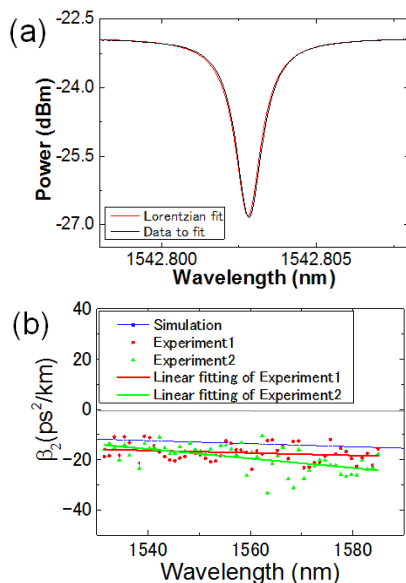 (a)
-22.5
-24.0
-25.5
-27.0
Power (dBm)
Lorentzian fit
Data to fit
1542.800
1542.805
Wavelength (nm)
(b)
40
20
0
-20
-40
β2(ps²/km)
Simulation
Experiment1
Experiment2
Linear fitting of Experiment1
Linear fitting of Experiment2
1540
1560
1580
Wavelength (nm)